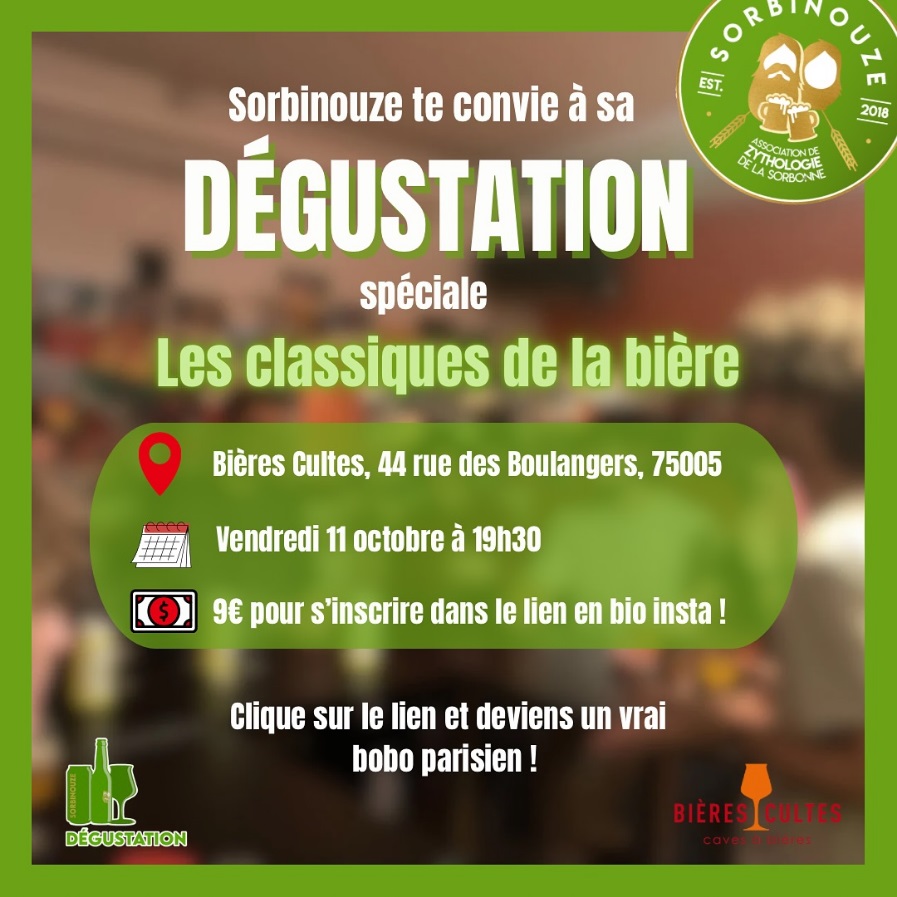 SORBINOUZE
EST.
2018
ASSOCIATION DE
ZYTHOLOGIE
DE LA SORBONNE
Sorbinouze te convie à sa
DÉGUSTATION
spéciale
Les classiques de la bière
Bières Cultes, 44 rue des Boulangers, 75005
Vendredi 11 octobre à 19h30
$
9€ pour s'inscrire dans le lien en bio insta !
Clique sur le lien et deviens un vrai
bobo parisien !
SORBINOUZE
DÉGUSTATION
BIÈRES CULTES
caves à bières